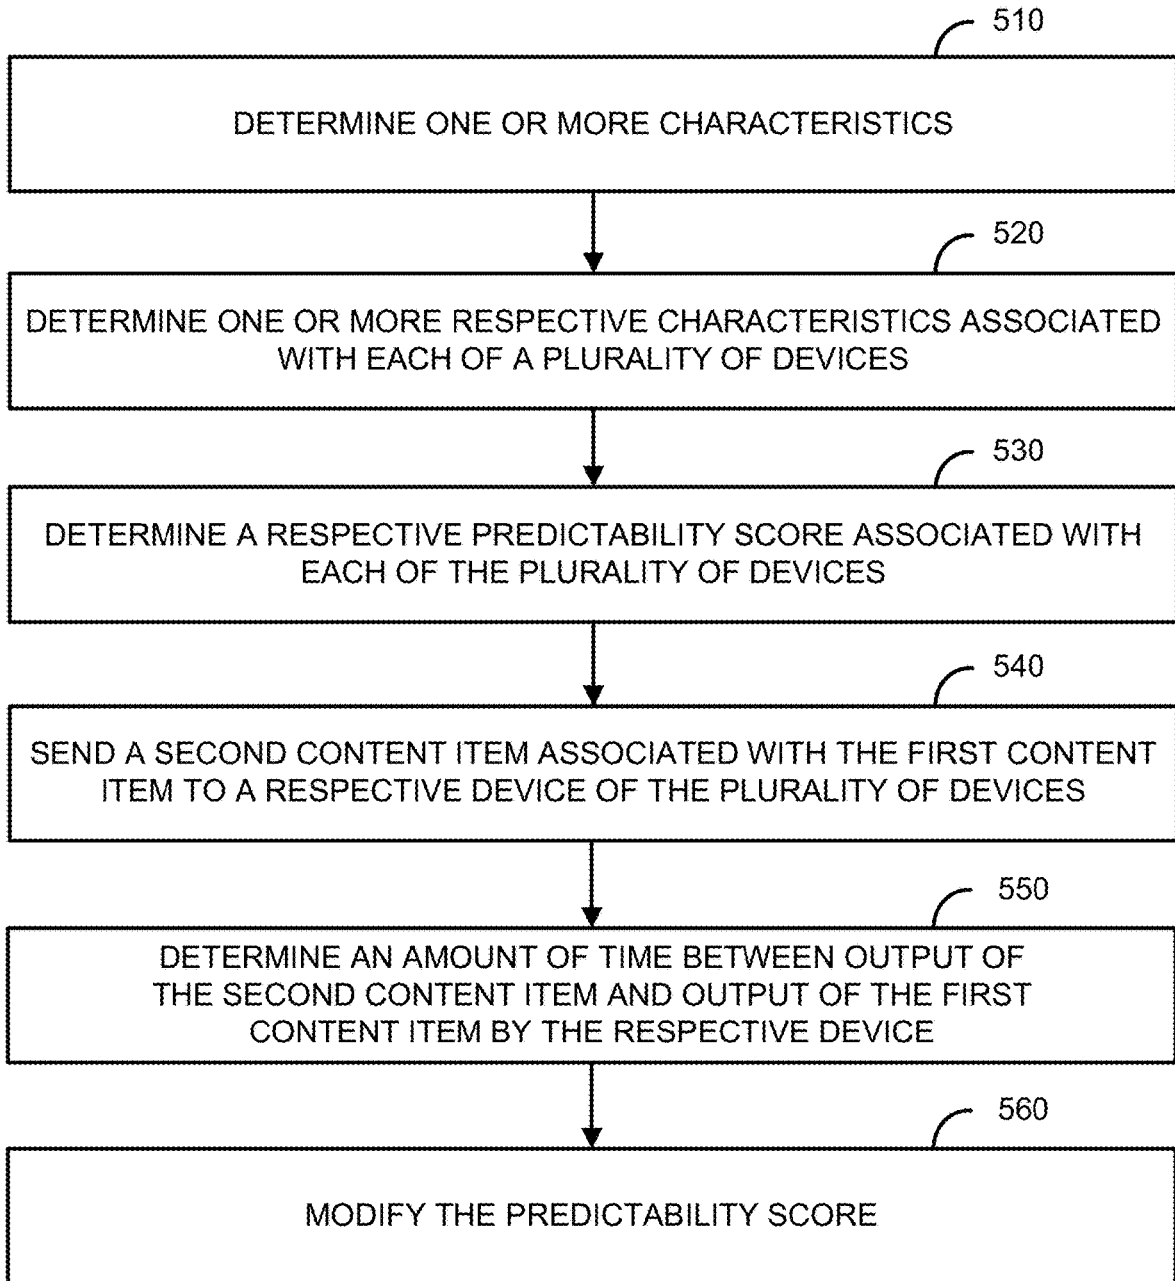 510
DETERMINE ONE OR MORE CHARACTERISTICS
520
DETERMINE ONE OR MORE RESPECTIVE CHARACTERISTICS ASSOCIATED
WITH EACH OF A PLURALITY OF DEVICES
530
DETERMINE A RESPECTIVE PREDICTABILITY SCORE ASSOCIATED WITH
EACH OF THE PLURALITY OF DEVICES
540
SEND A SECOND CONTENT ITEM ASSOCIATED WITH THE FIRST CONTENT
ITEM TO A RESPECTIVE DEVICE OF THE PLURALITY OF DEVICES
550
DETERMINE AN AMOUNT OF TIME BETWEEN OUTPUT OF
THE SECOND CONTENT ITEM AND OUTPUT OF THE FIRST
CONTENT ITEM BY THE RESPECTIVE DEVICE
560
MODIFY THE PREDICTABILITY SCORE